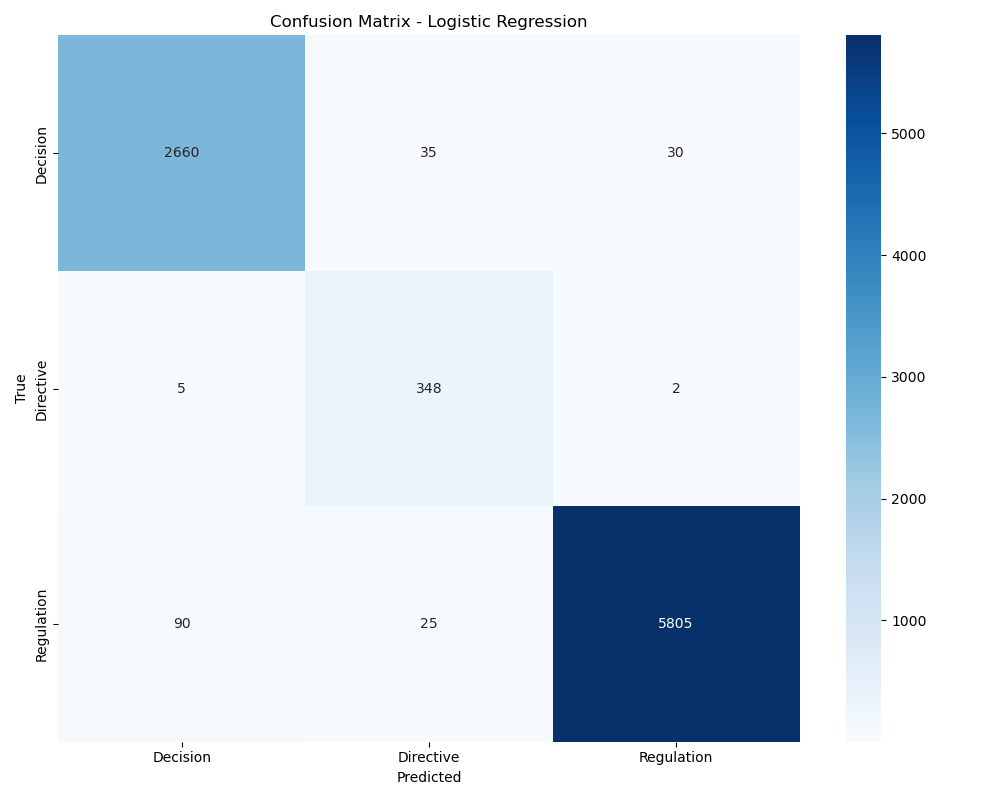 Confusion Matrix - Logistic Regression
Decision
2660
35
30
True
Directive
5
348
2
Regulation
90
25
5805
Decision
Directive
Regulation
Predicted
5000
4000
3000
2000
1000